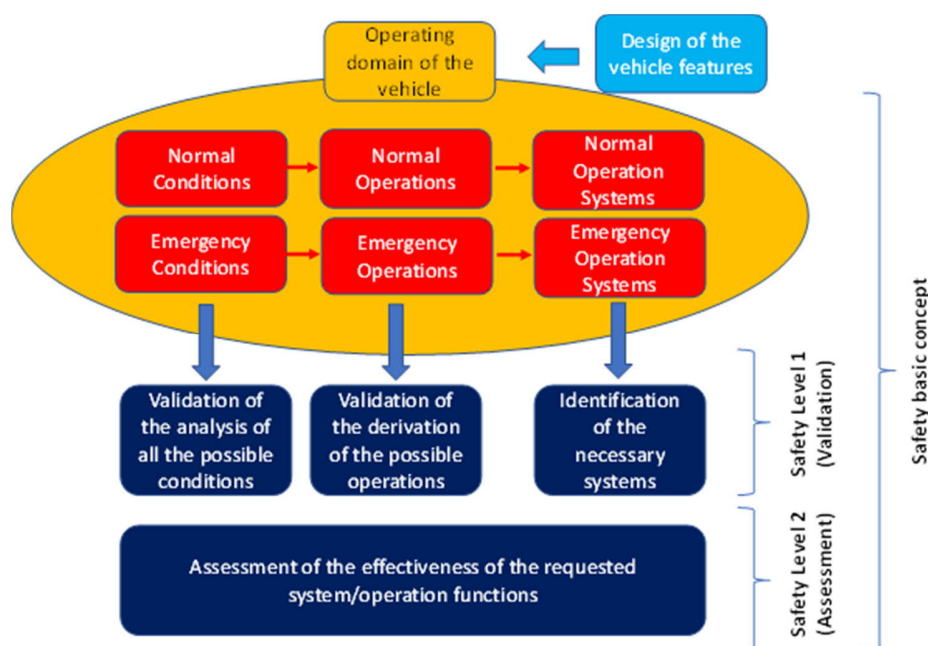 Operating
domain of the
vehicle
Design of the
vehicle features
Normal
Conditions
Normal
Operations
Normal
Operation
Systems
Emergency
Conditions
Emergency
Operations
Emergency
Operation
Systems
Validation of
the analysis of
all the possible
conditions
Validation of
the derivation
of the possible
operations
Identification
of the
necessary
systems
Safety Level 1
(Validation)
Assessment of the effectiveness of the requested
system/operation functions
Safety Level 2
(Assessment)
Safety basic concept